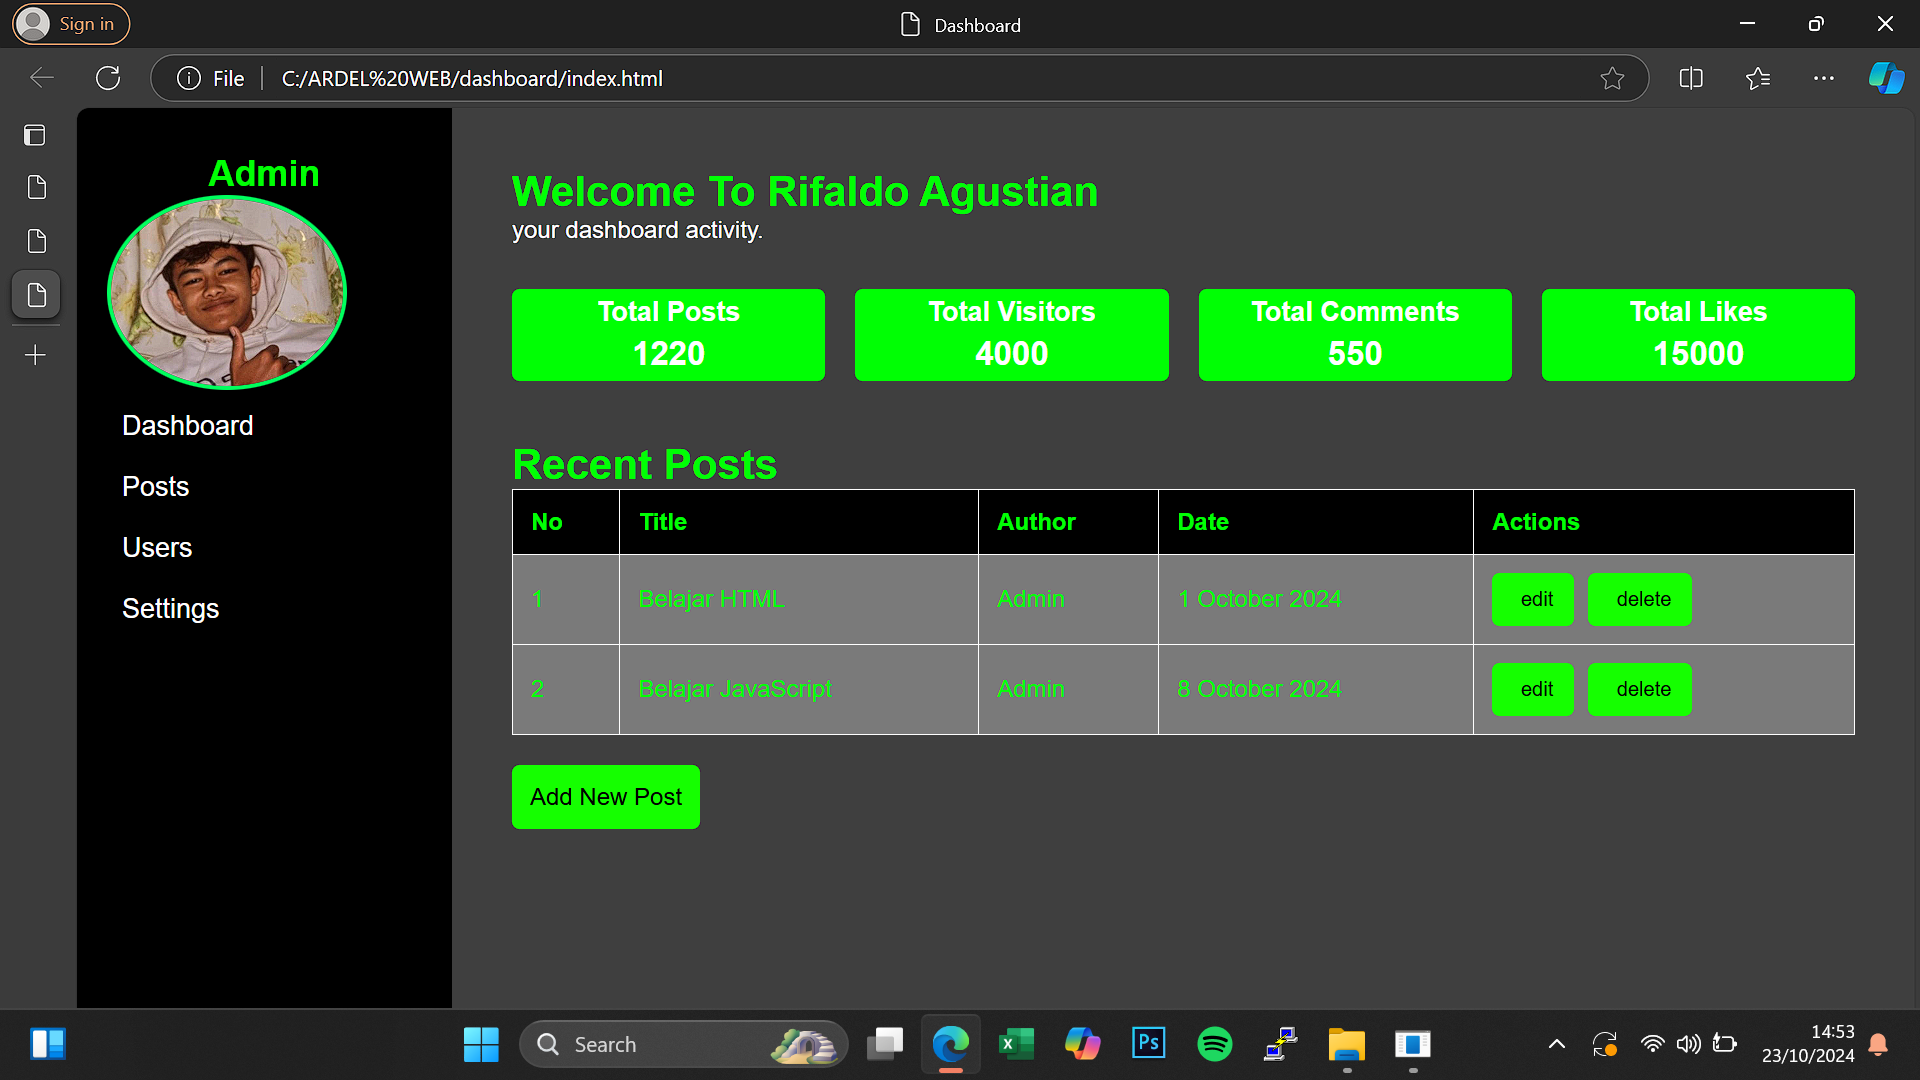 Sign in
Dashboard
File
C:/ARDEL%20WEB/dashboard/index.html
Admin
Dashboard
Posts
Users
Settings
Welcome To Rifaldo Agustian
your dashboard activity.
Total Posts
1220
Total Visitors
4000
Total Comments
550
Total Likes
15000
Recent Posts
No Title Author Date Actions
1 Belajar HTML Admin 1 October 2024 edit delete
2 Belajar JavaScript Admin 8 October 2024 edit delete
Add New Post
Search
Ps
14:53
23/10/2024